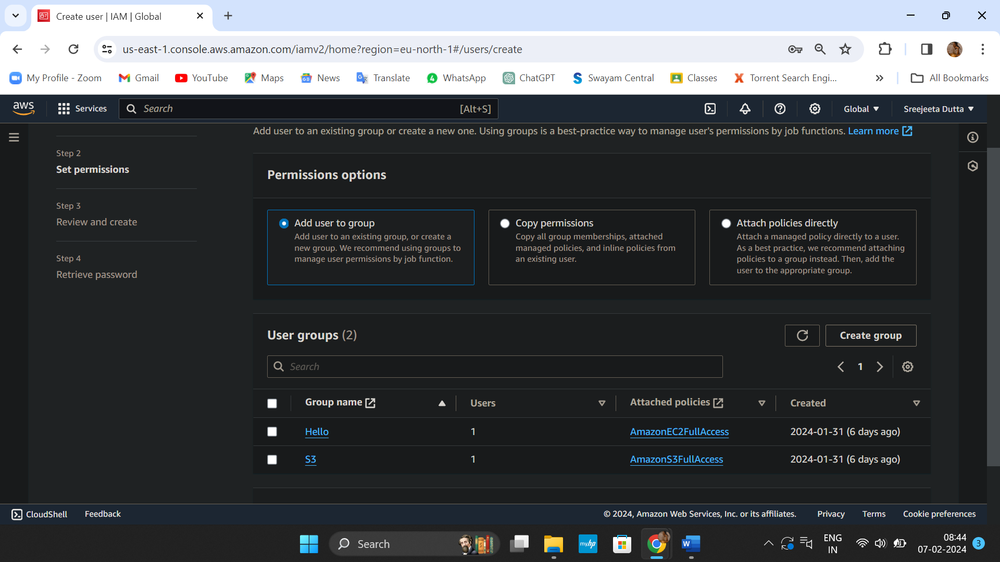 Create user | IAM | Global
us-east-1.console.aws.amazon.com/iamv2/home?region=eu-north-1#/users/create
My Profile - Zoom Gmail YouTube Maps News Translate 4 WhatsApp ChatGPT Swayam Central Classes Torrent Search Engi... All Bookmarks
aws Services Search [Alt+S] Global Sreejeeta Dutta
Add user to an existing group or create a new one. Using groups is a best-practice way to manage user's permissions by job functions. Learn more
Step 2
Set permissions
Step 3
Review and create
Step 4
Retrieve password
Permissions options
Add user to group
Add user to an existing group, or create a
new group. We recommend using groups to
manage user permissions by job function.
Copy permissions
Copy all group memberships, attached
managed policies, and inline policies from
an existing user.
Attach policies directly
Attach a managed policy directly to a user.
As a best practice, we recommend attaching
policies to a group instead. Then, add the
user to the appropriate group.
User groups (2)
Create group
Search
1
Group name Users Attached policies Created
Hello 1 AmazonEC2FullAccess 2024-01-31 (6 days ago)
S3 1 AmazonS3FullAccess 2024-01-31 (6 days ago)
CloudShell Feedback © 2024, Amazon Web Services, Inc. or its affiliates. Privacy Terms Cookie preferences
Search
myhp
W
ENG
IN
08:44
07-02-2024
3